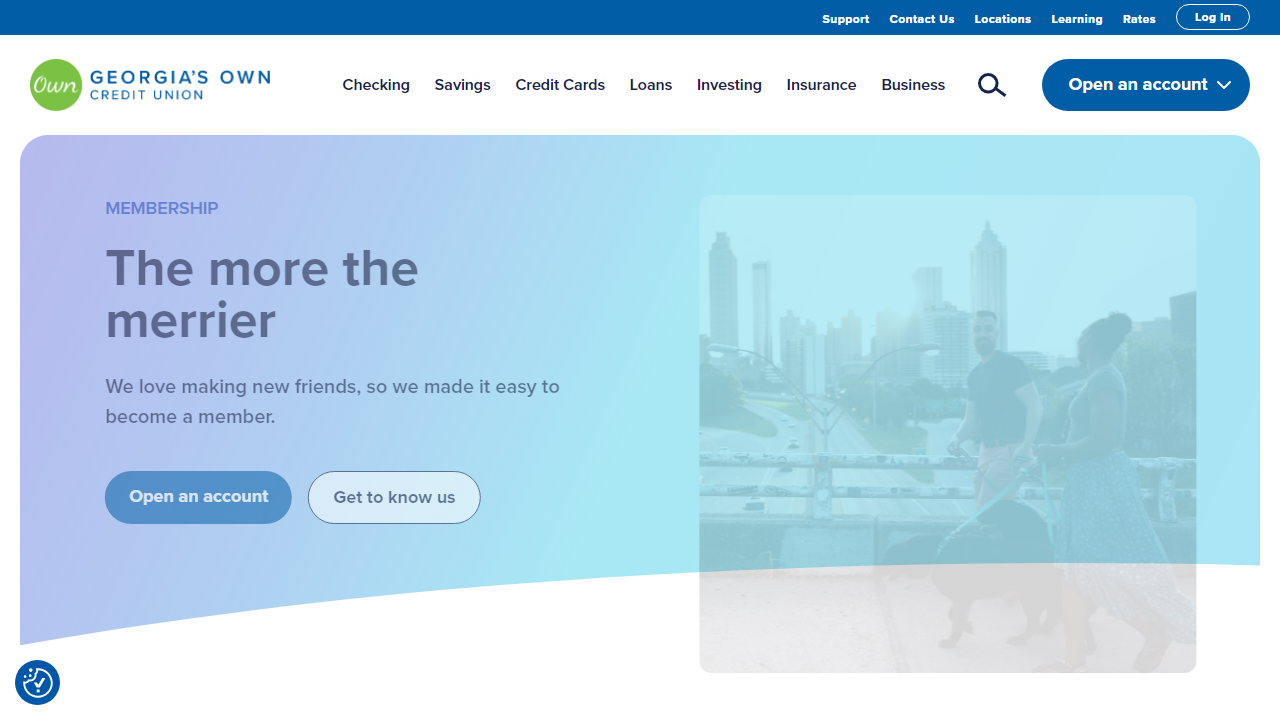 Support Contact Us Locations Learning Rates Log In
Own GEORGIA'S OWN
CREDIT UNION
Checking Savings Credit Cards Loans Investing Insurance Business Open an account
MEMBERSHIP
The more the
merrier
We love making new friends, so we made it easy to
become a member.
Open an account Get to know us